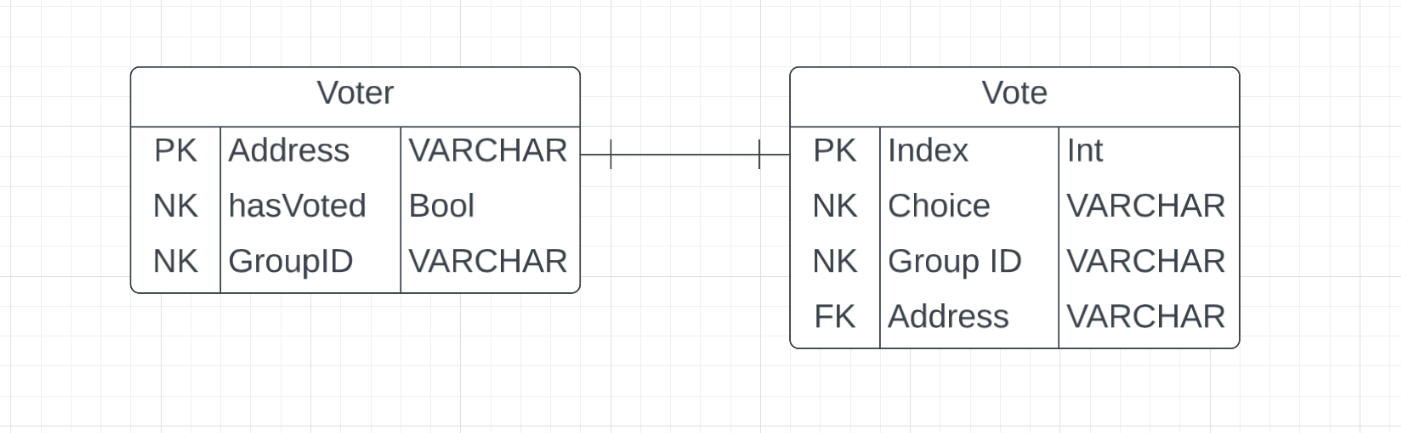 Voter
PK Address VARCHAR
NK hasVoted Bool
NK GroupID VARCHAR
Vote
PK Index Int
NK Choice VARCHAR
NK Group ID VARCHAR
FK Address VARCHAR